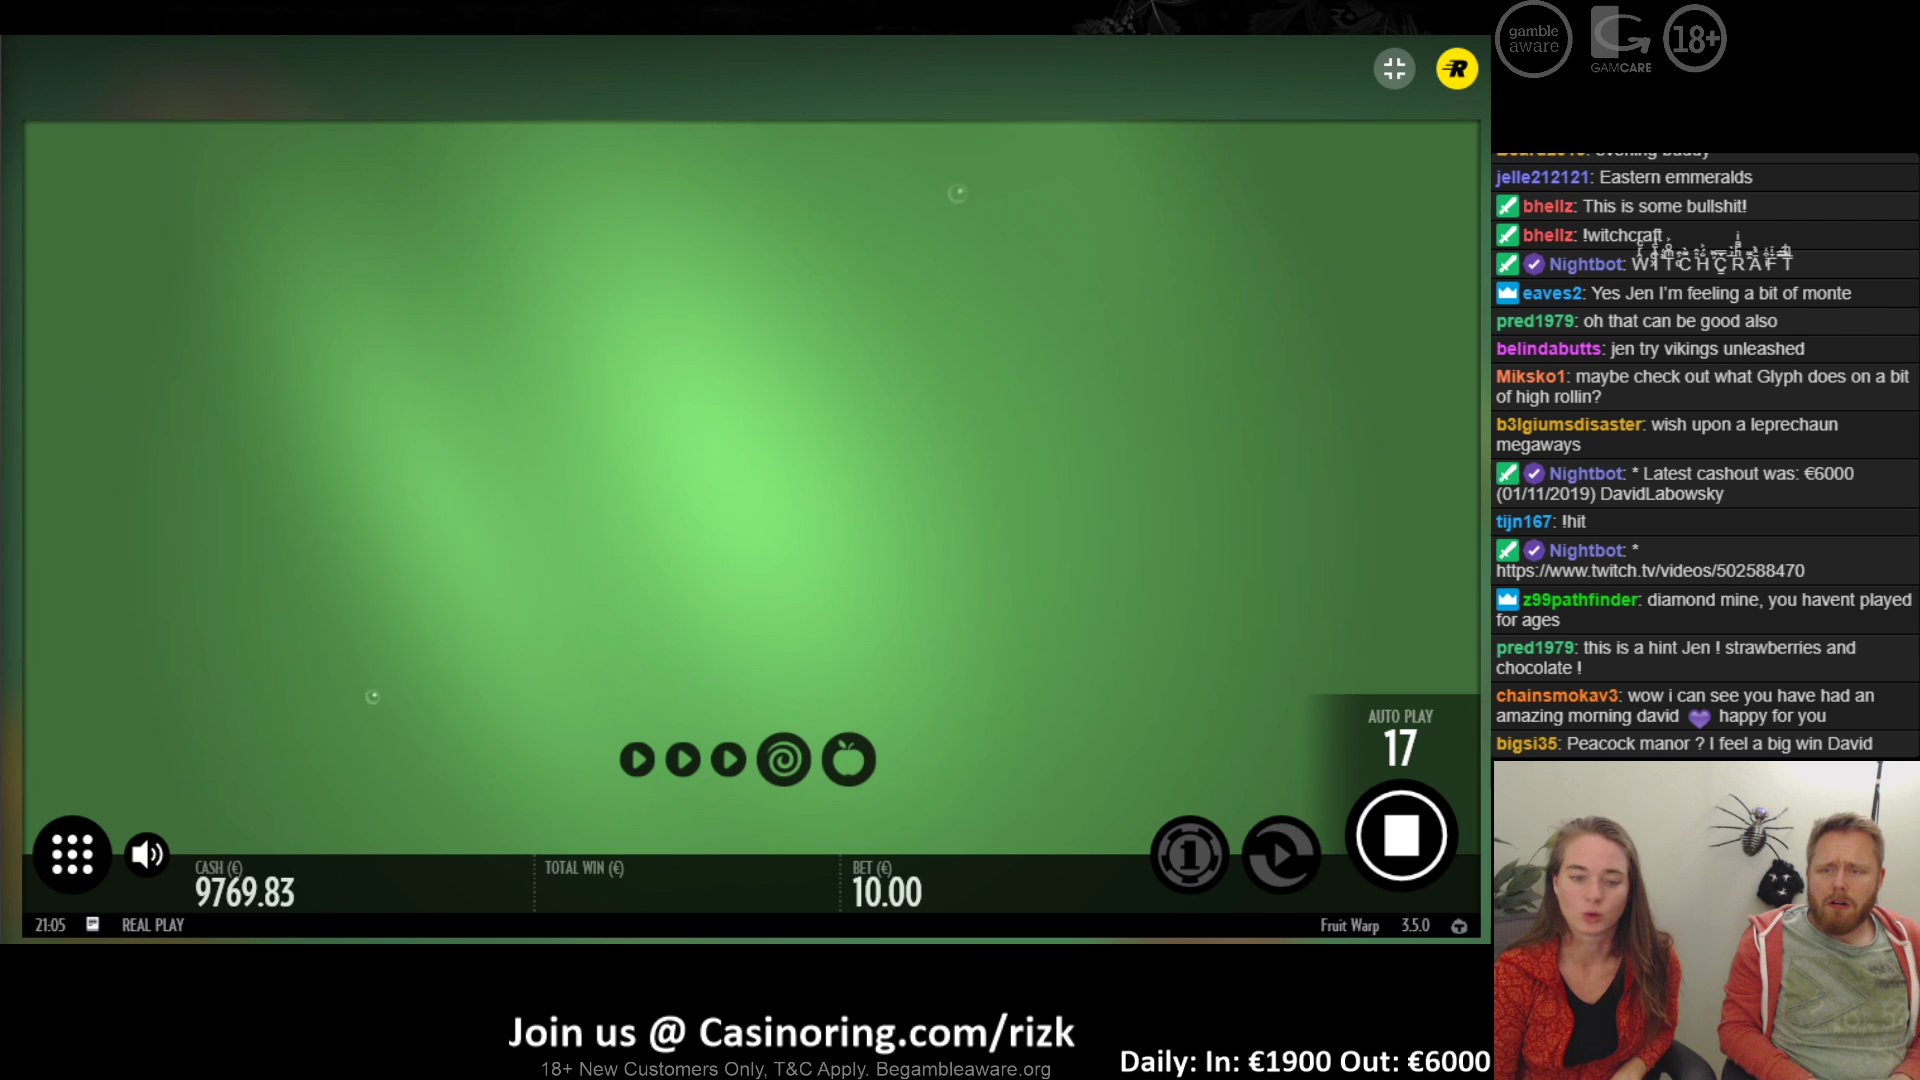 gamble
aware
GAMCARE
18+
R
evening buddy
jelle212121: Eastern emmeralds
bhellz: This is some bullshit!
bhellz: !witchcraft
Nightbot: WITCHCRAFT
eaves2: Yes Jen I'm feeling a bit of monte
pred1979: oh that can be good also
belindabutts: jen try vikings unleashed
Miksko1: maybe check out what Glyph does on a bit
of high rollin?
b3lgiumsdisaster: wish upon a leprechaun
megaways
Nightbot: * Latest cashout was: €6000
(01/11/2019) DavidLabowsky
tijn167: !hit
Nightbot: *
https://www.twitch.tv/videos/502588470
z99pathfinder: diamond mine, you havent played
for ages
pred1979: this is a hint Jen ! strawberries and
chocolate !
chainsmokav3: wow i can see you have had an
amazing morning david 💜 happy for you
bigsi35: Peacock manor ? I feel a big win David
AUTO PLAY
17
1
CASH (€)
9769.83
TOTAL WIN (€)
BET (€)
10.00
21:05
REAL PLAY
Fruit Warp 3.5.0
Join us @ Casinoring.com/rizk
18+ New Customers Only, T&C Apply. Begambleaware.org
Daily: In: €1900 Out: €6000